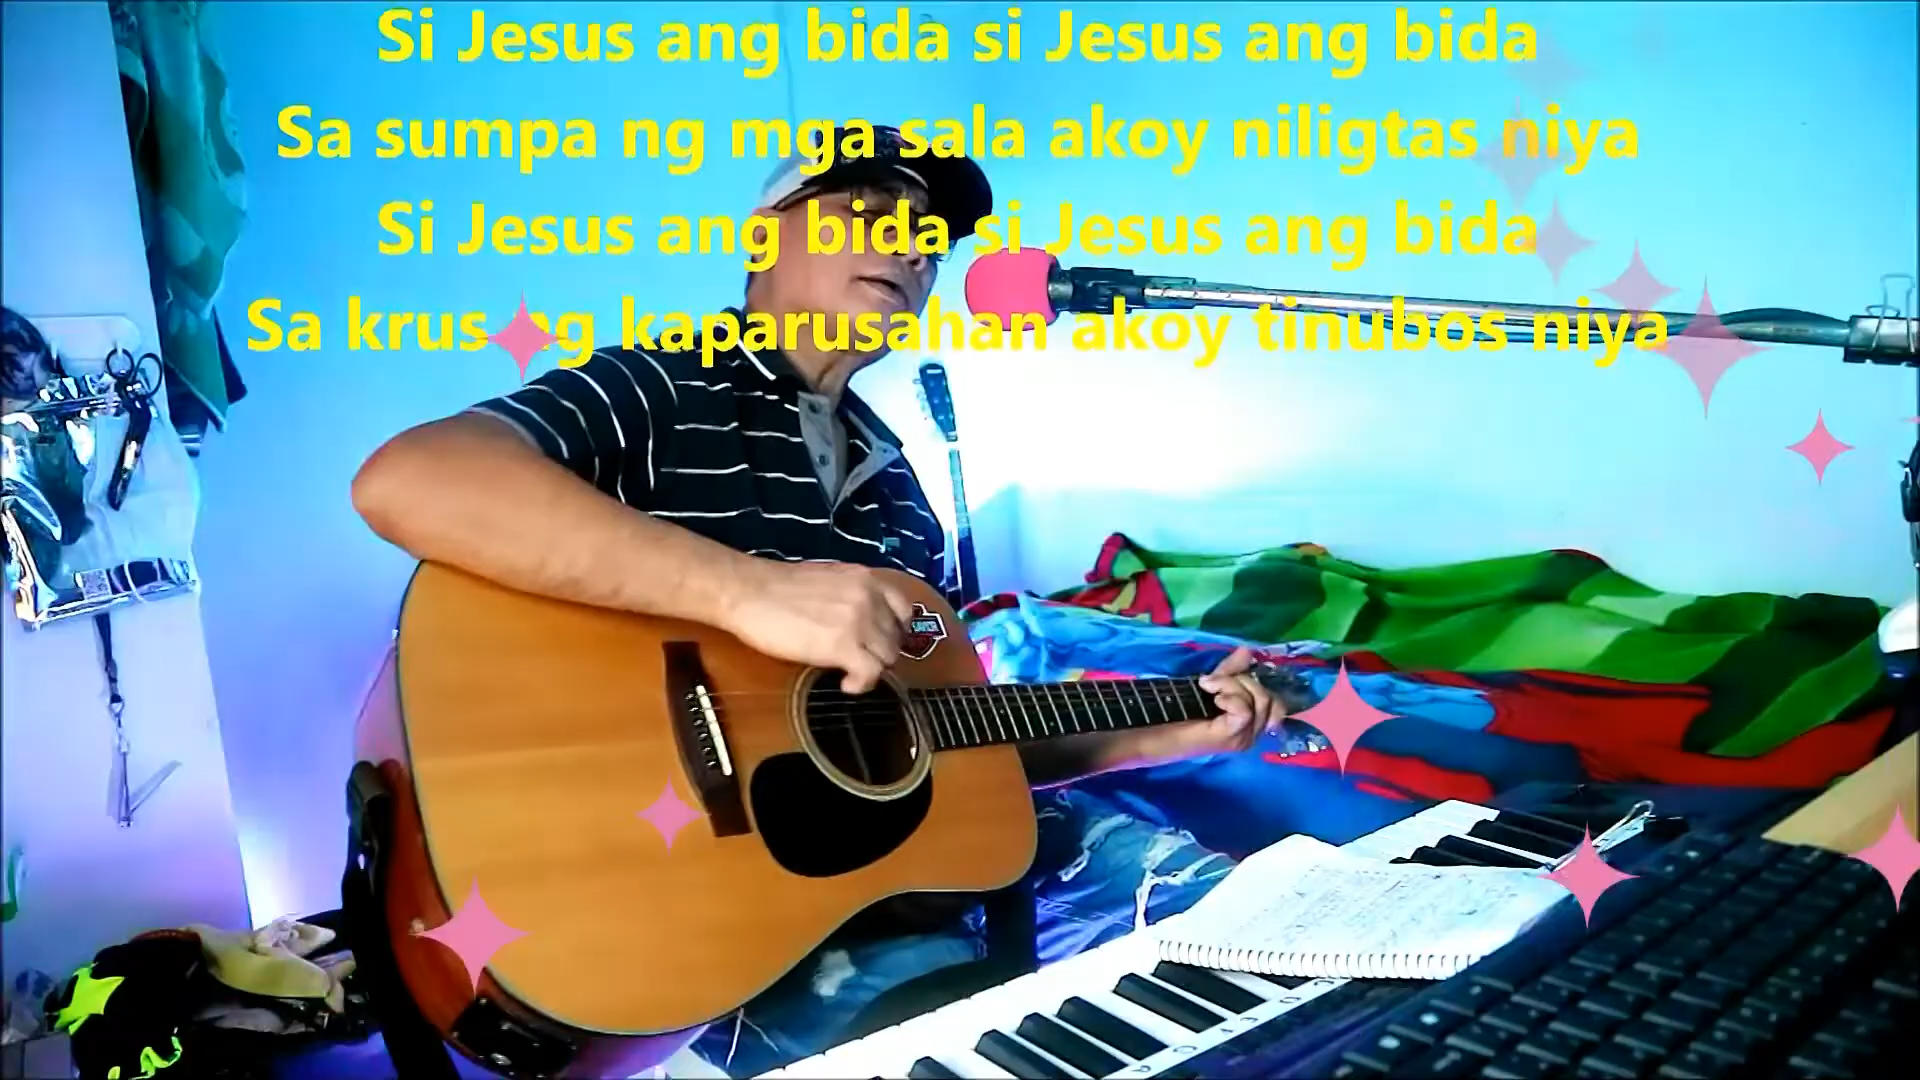 Si Jesus ang bida si Jesus ang bida
Sa sumpa ng mga sala akoy niligtas niya
Si Jesus ang bida si Jesus ang bida
Sa krus ng kaparusahan akoy tinubos niya